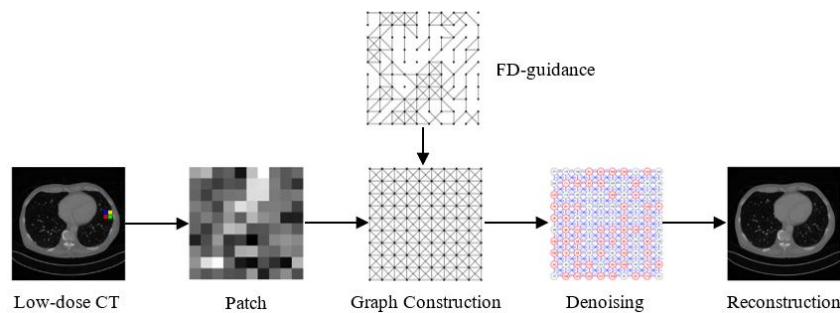 FD-guidance
Low-dose CT
Patch
Graph Construction
Denoising
Reconstruction